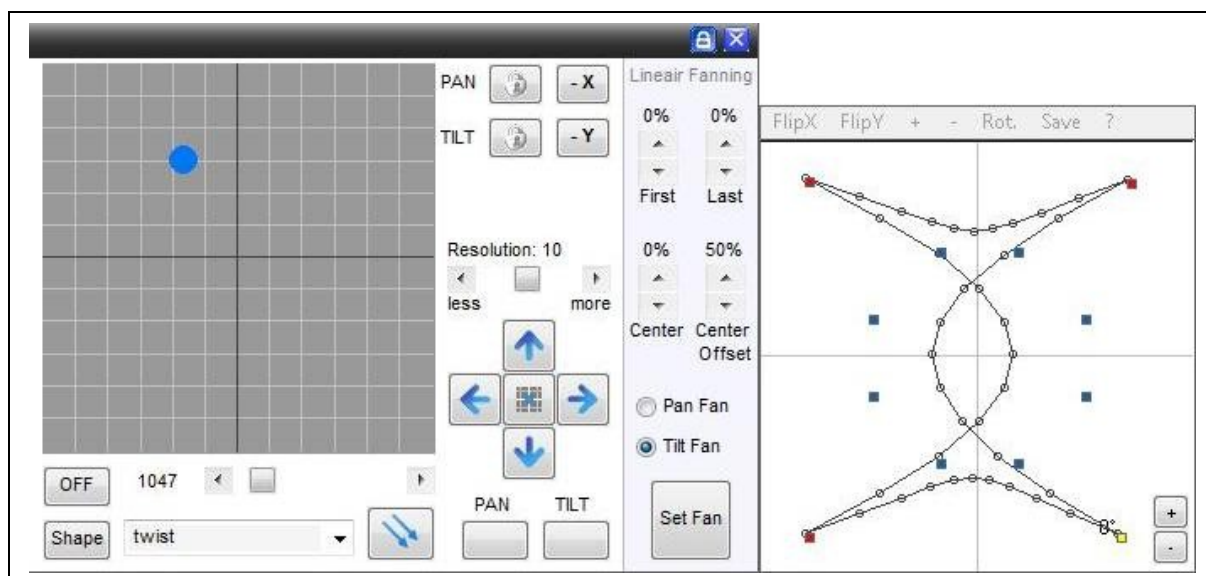 Lineair Fanning
PAN - X
TILT - Y
0% 0%
First Last
FlipX FlipY + - Rot. Save ?
Resolution: 10
less more
0% 50%
Center Center
Offset
Pan Fan
Tilt Fan
OFF 1047
Shape twist
PAN TILT
Set Fan
+
-